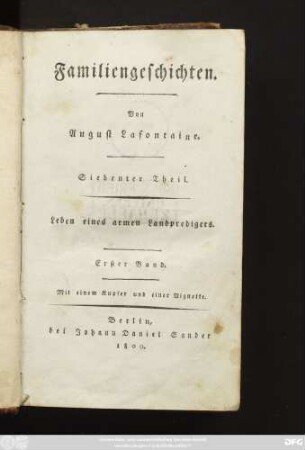 Familiengeschichten.
Von
August Lafontaine.
Siebenter Theil.
Leben eines armen Landpredigers.
Erster Band.
Mit einem Kupfer und einer Vignette.
Berlin,
bei Johann Daniel Sander
1800.